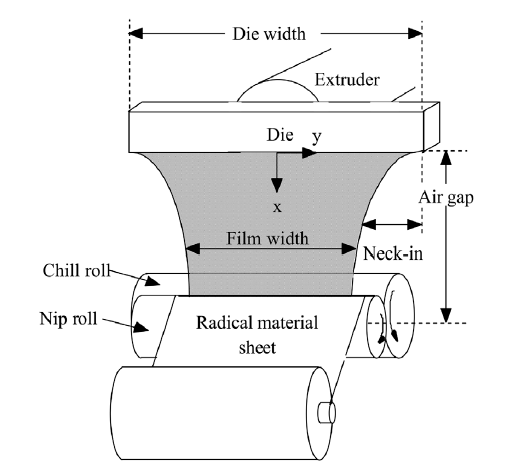 Die width
Extruder
Die y
x
Air gap
Film width
Neck-in
Chill roll
Nip roll
Radical material
sheet